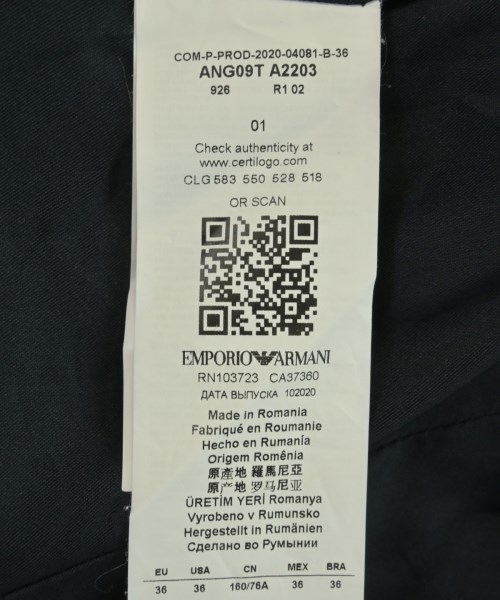 COM-P-PROD-2020-04081-B-36
ANG09T A2203
926 R1 02
01
Check authenticity at
www.certilogo.com
CLG 583 550 528 518
OR SCAN
EMPORIO ARMANI
RN103723 CA37360
ДАТА ВЫПУСКА 102020
Made in Romania
Fabriqué en Roumanie
Hecho en Rumanía
Origem Romênia
原產地 羅馬尼亞
原产地 罗马尼亚
ÜRETİM YERİ Romanya
Vyrobeno v Rumunsko
Hergestellt in Rumänien
Сделано во Румынии
EU USA CN MEX BRA
36 36 160/76A 36 36